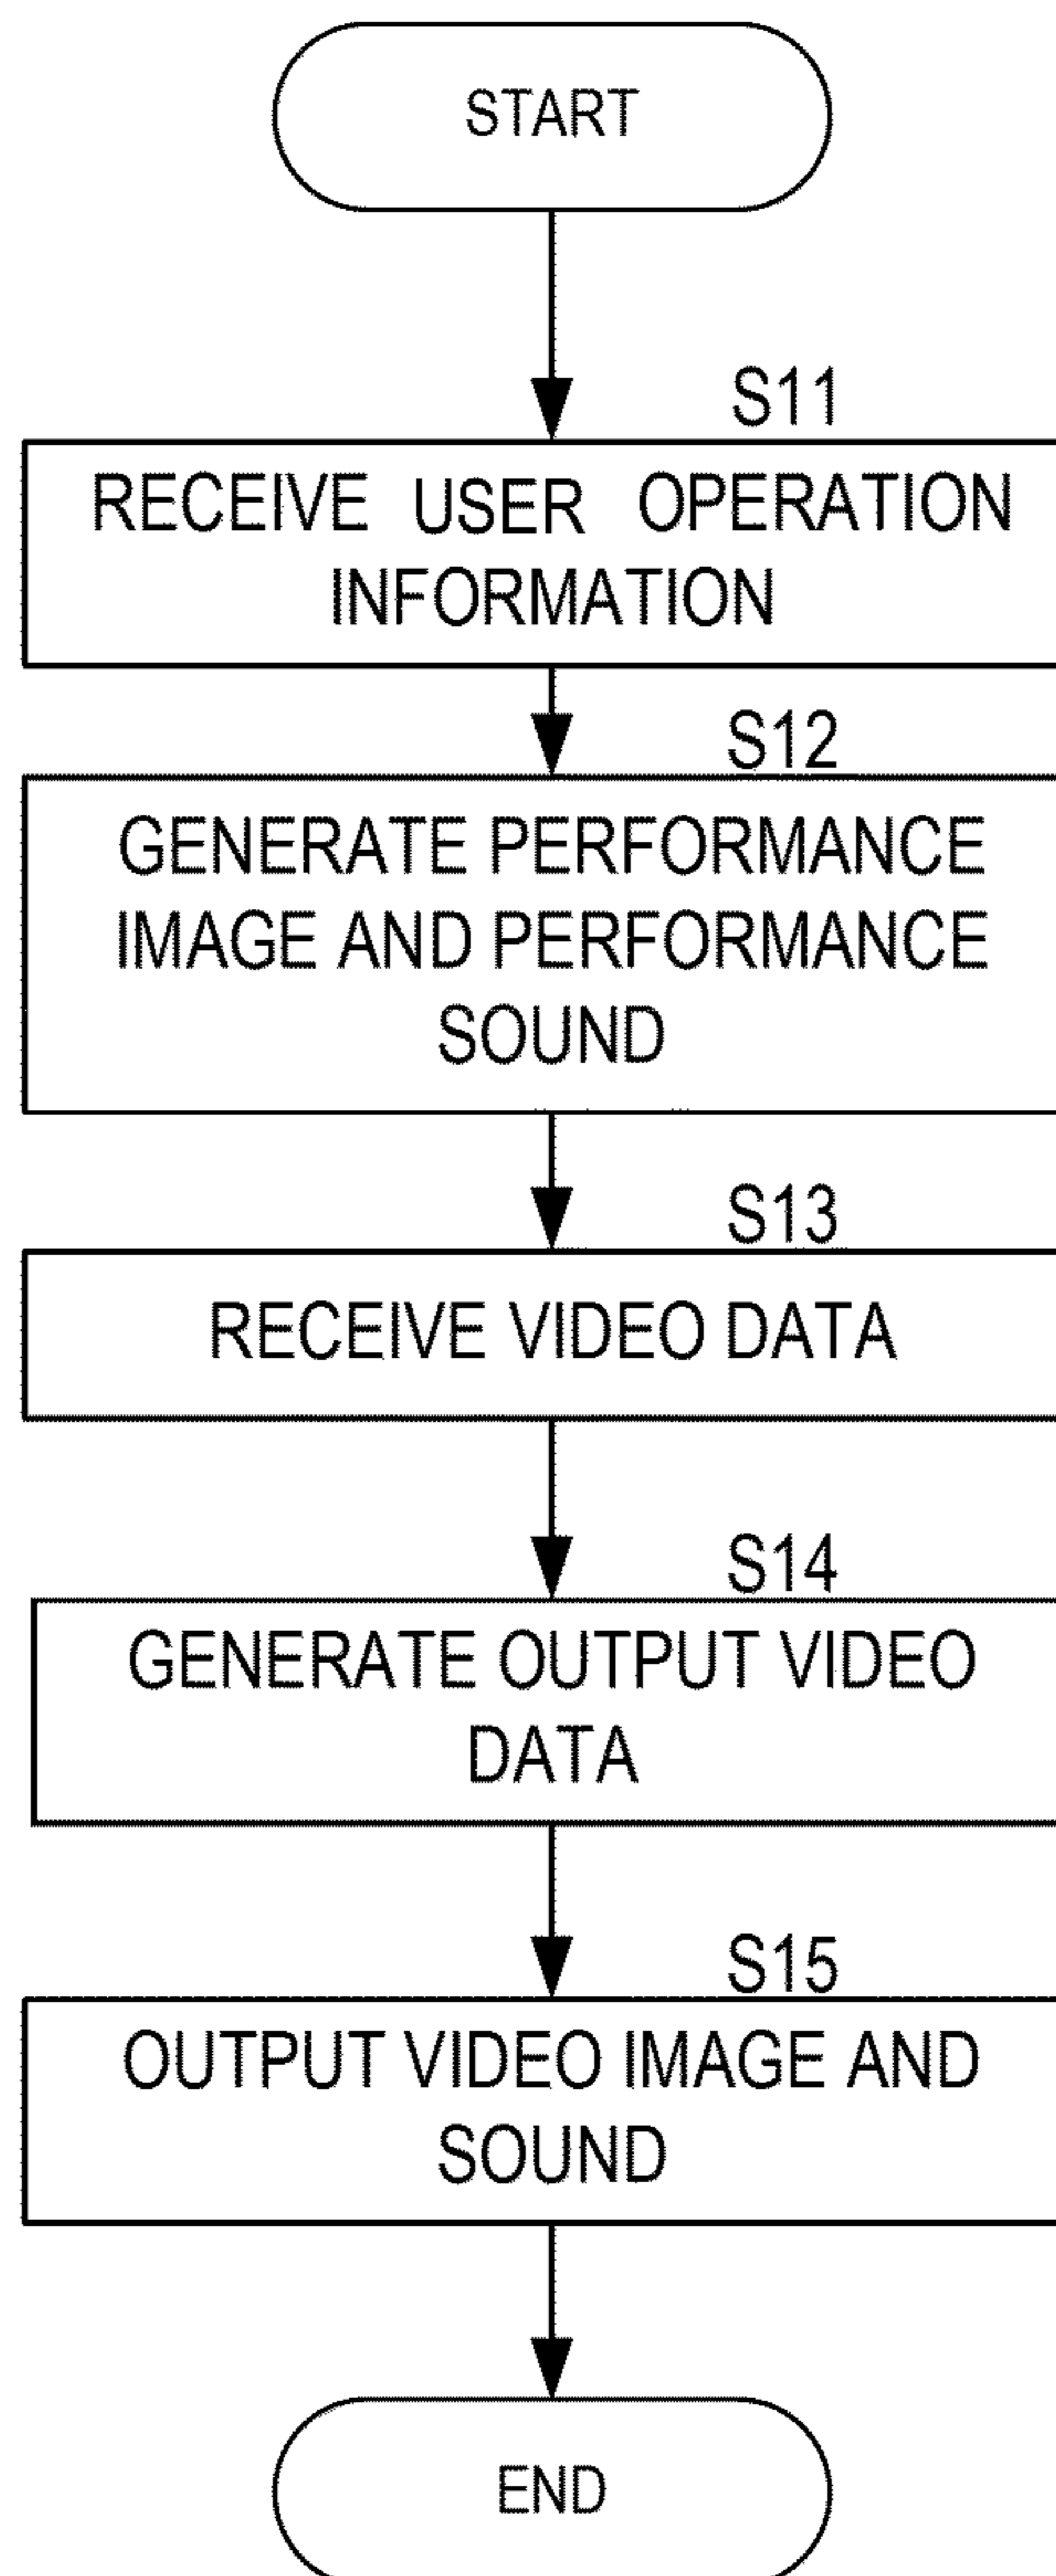 START
S11
RECEIVE USER OPERATION
INFORMATION
S12
GENERATE PERFORMANCE
IMAGE AND PERFORMANCE
SOUND
S13
RECEIVE VIDEO DATA
S14
GENERATE OUTPUT VIDEO
DATA
S15
OUTPUT VIDEO IMAGE AND
SOUND
END